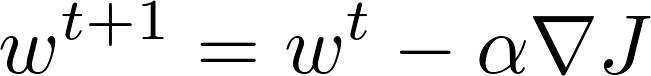 $w^{t+1} = w^t - \alpha \nabla J$